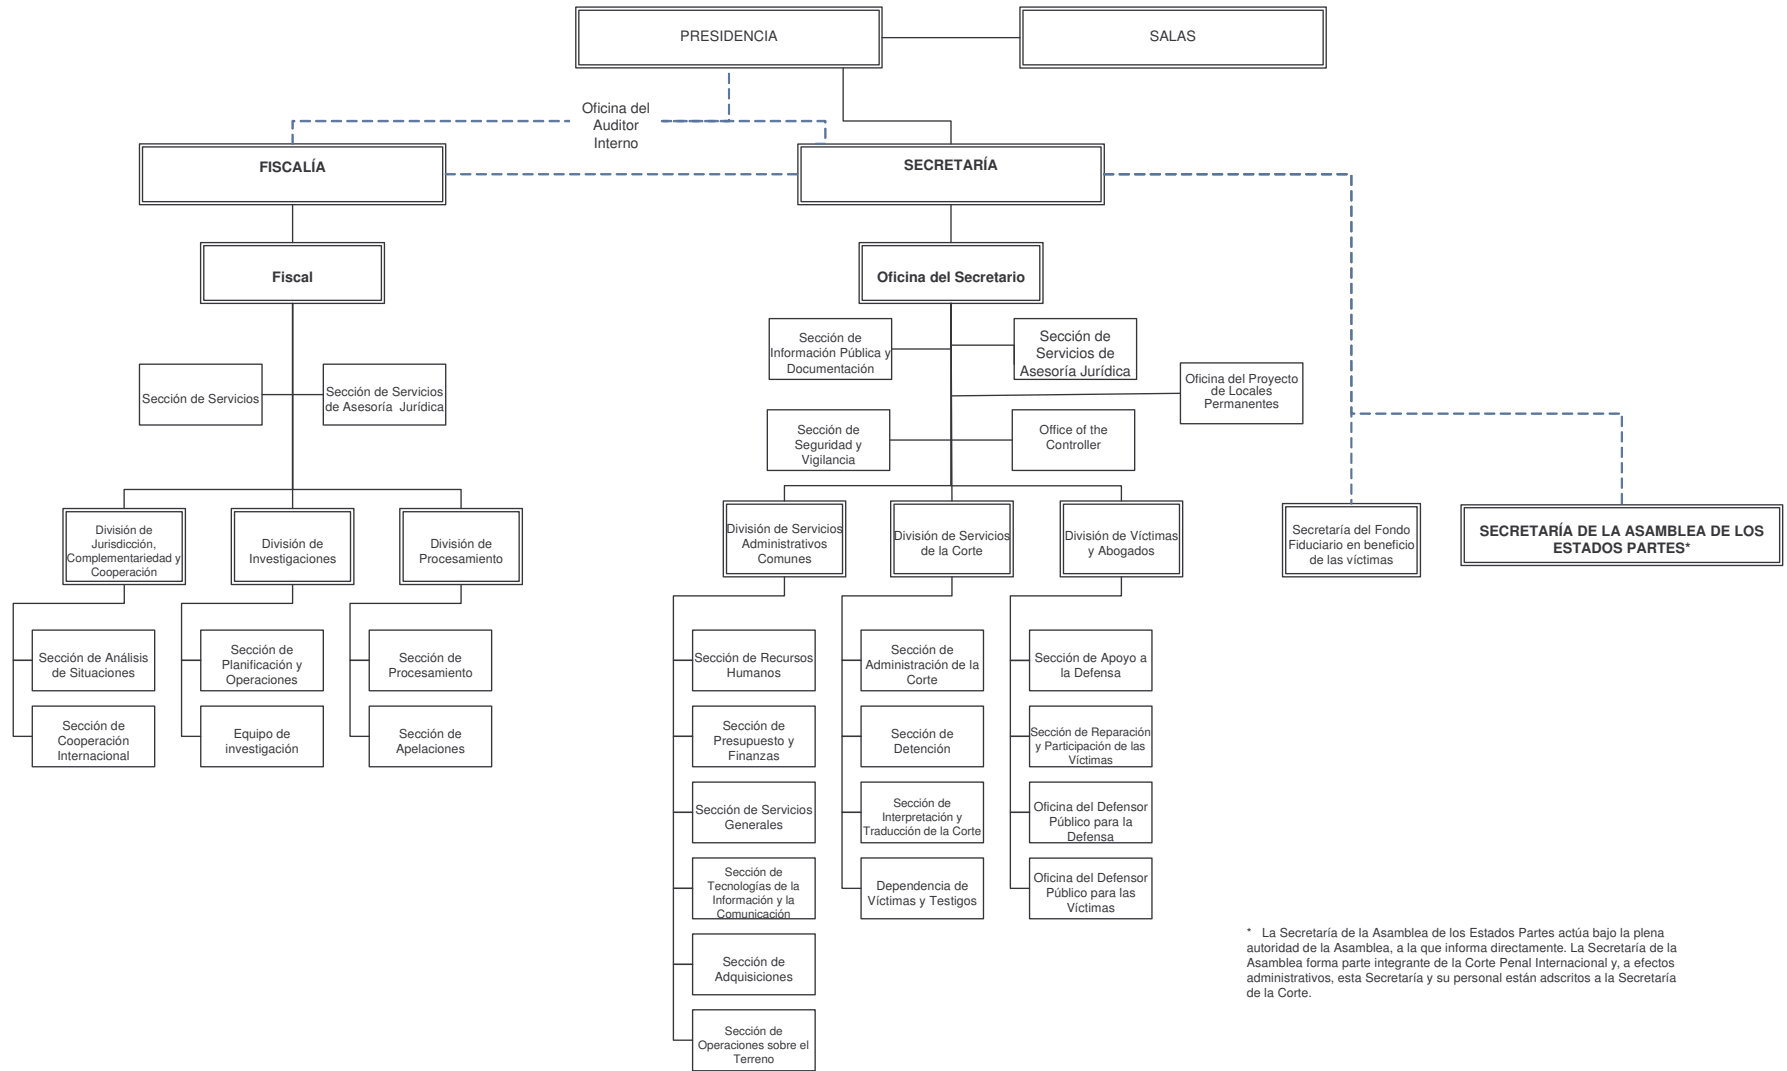 PRESIDENCIA
SALAS
Oficina del
Auditor
Interno
FISCALÍA
SECRETARÍA
Fiscal
Oficina del Secretario
Sección de
Información Pública y
Documentación
Sección de
Servicios de
Asesoría Jurídica
Sección de Servicios
Sección de Servicios
de Asesoría Jurídica
Oficina del Proyecto
de Locales
Permanentes
Sección de
Seguridad y
Vigilancia
Office of the
Controller
División de
Jurisdicción,
Complementariedad y
Cooperación
División de
Investigaciones
División de
Procesamiento
División de Servicios
Administrativos
Comunes
División de Servicios
de la Corte
División de Víctimas
y Abogados
Secretaría del Fondo
Fiduciario en beneficio
de las víctimas
SECRETARÍA DE LA ASAMBLEA DE LOS
ESTADOS PARTES*
Sección de Análisis
de Situaciones
Sección de
Planificación y
Operaciones
Sección de
Procesamiento
Sección de Recursos
Humanos
Sección de
Administración de la
Corte
Sección de Apoyo a
la Defensa
Sección de
Cooperación
Internacional
Equipo de
investigación
Sección de
Apelaciones
Sección de
Presupuesto y
Finanzas
Sección de
Detención
Sección de Reparación
y Participación de las
Víctimas
Sección de Servicios
Generales
Sección de
Interpretación y
Traducción de la Corte
Oficina del Defensor
Público para la
Defensa
Sección de
Tecnologías de la
Información y la
Comunicación
Dependencia de
Víctimas y Testigos
Oficina del Defensor
Público para las
Víctimas
Sección de
Adquisiciones
Sección de
Operaciones sobre el
Terreno
* La Secretaría de la Asamblea de los Estados Partes actúa bajo la plena
autoridad de la Asamblea, a la que informa directamente. La Secretaría de la
Asamblea forma parte integrante de la Corte Penal Internacional y, a efectos
administrativos, esta Secretaría y su personal están adscritos a la Secretaría
de la Corte.